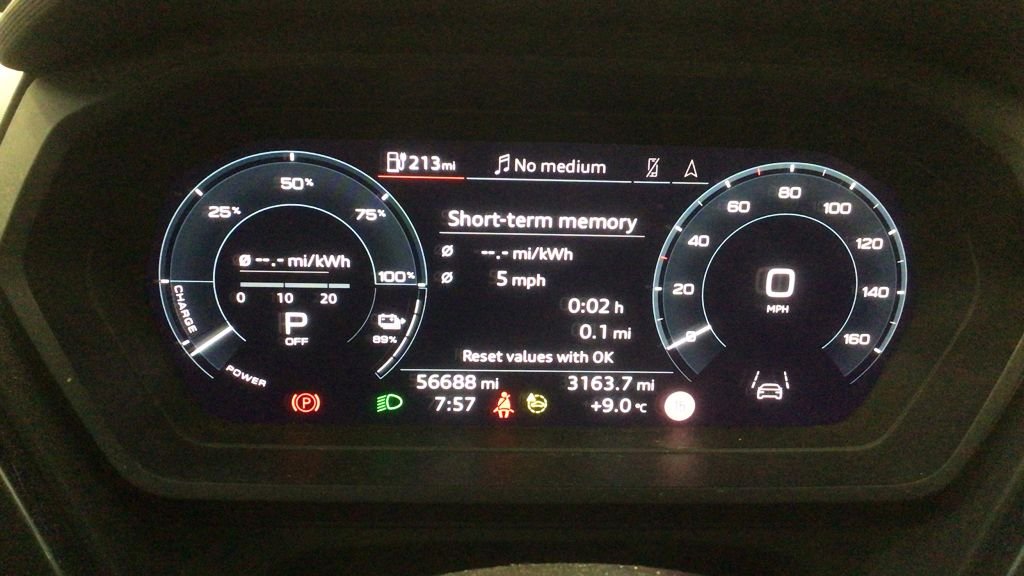 213mi
No medium
50%
25%
75%
100%
Ø --.- mi/kWh
0 10 20
P
OFF
89%
CHARGE
POWER
Short-term memory
Ø --.- mi/kWh
Ø 5 mph
0:02 h
0.1 mi
Reset values with OK
56688 mi
3163.7 mi
7:57
+9.0 °C
(P)
0
20
40
60
80
100
120
140
160
0
MPH